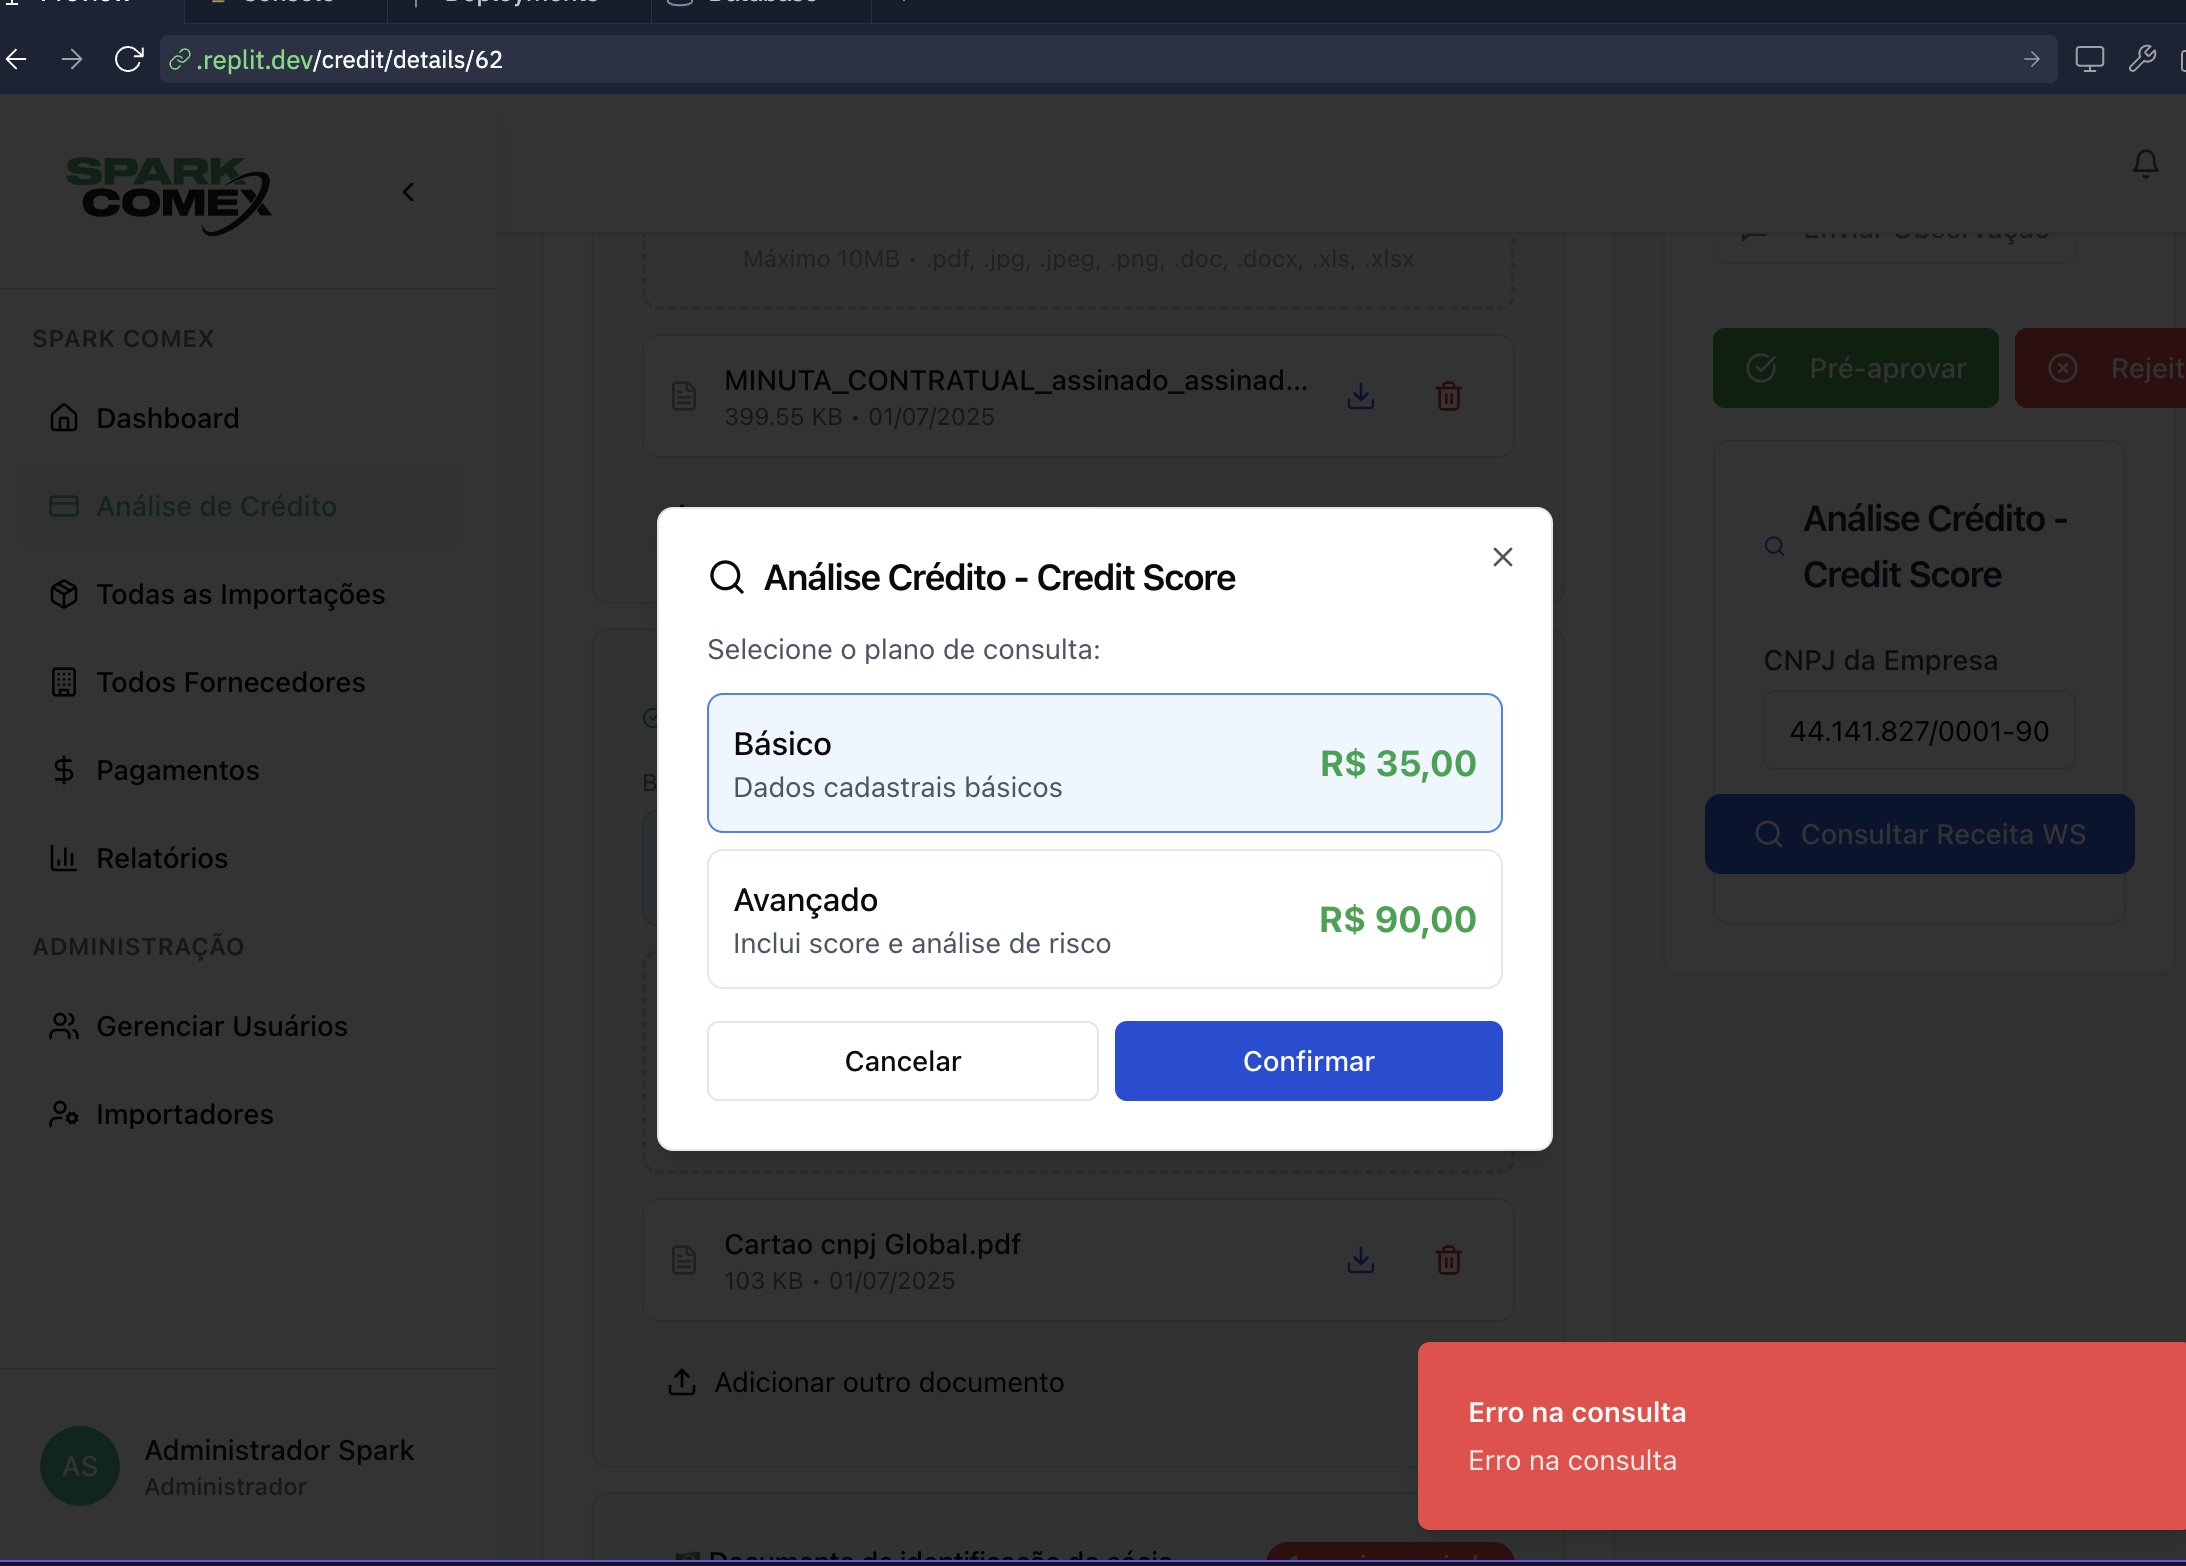 .replit.dev/credit/details/62
SPARK
COMEX
SPARK COMEX
Dashboard
Análise de Crédito
Todas as Importações
Todos Fornecedores
Pagamentos
Relatórios
ADMINISTRAÇÃO
Gerenciar Usuários
Importadores
AS
Administrador Spark
Administrador
Máximo 10MB • .pdf, .jpg, .jpeg, .png, .doc, .docx, .xls, .xlsx
MINUTA_CONTRATUAL_assinado_assinad...
399.55 KB • 01/07/2025
Análise Crédito - Credit Score
Selecione o plano de consulta:
Básico
Dados cadastrais básicos
R$ 35,00
Avançado
Inclui score e análise de risco
R$ 90,00
Cancelar
Confirmar
Cartao cnpj Global.pdf
103 KB • 01/07/2025
Adicionar outro documento
Enviar Observação
Pré-aprovar
Rejeit
Análise Crédito -
Credit Score
CNPJ da Empresa
44.141.827/0001-90
Consultar Receita WS
Erro na consulta
Erro na consulta